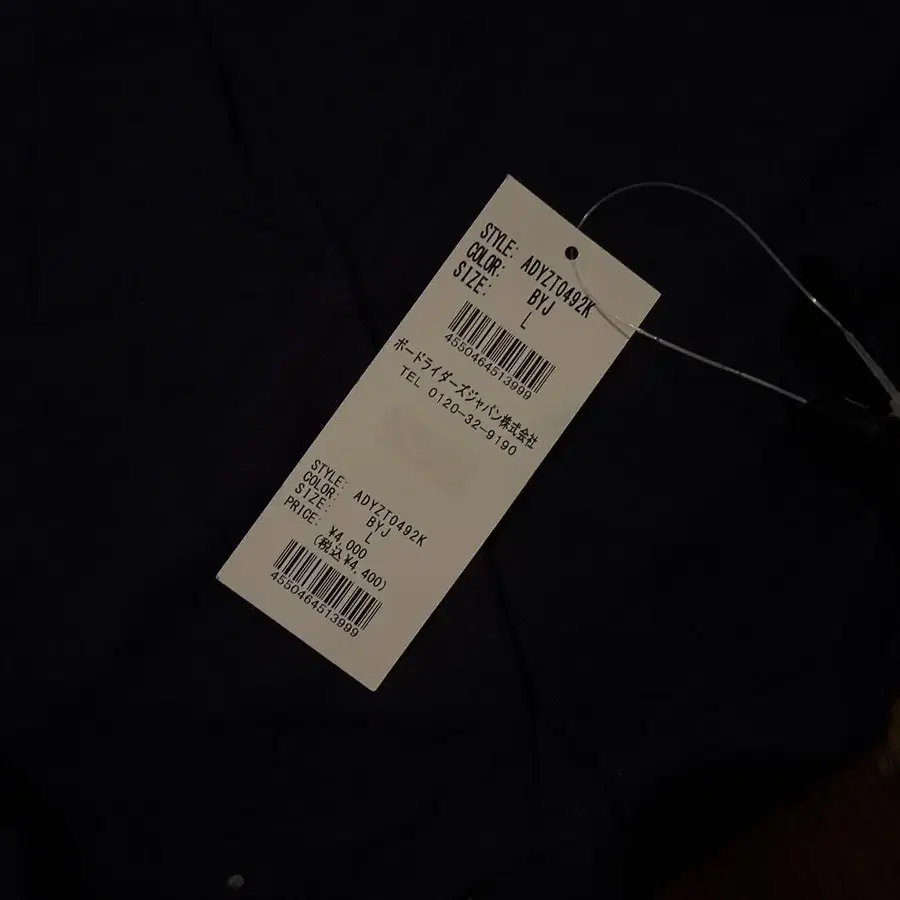 STYLE: ADYZT0492K
COLOR: BYJ
SIZE: L
4550464513999
ボードライダーズジャパン株式会社
TEL 0120-32-9190
STYLE: ADYZT0492K
COLOR: BYJ
SIZE: L
PRICE: ¥4,000
(税込¥4,400)
4550464513999